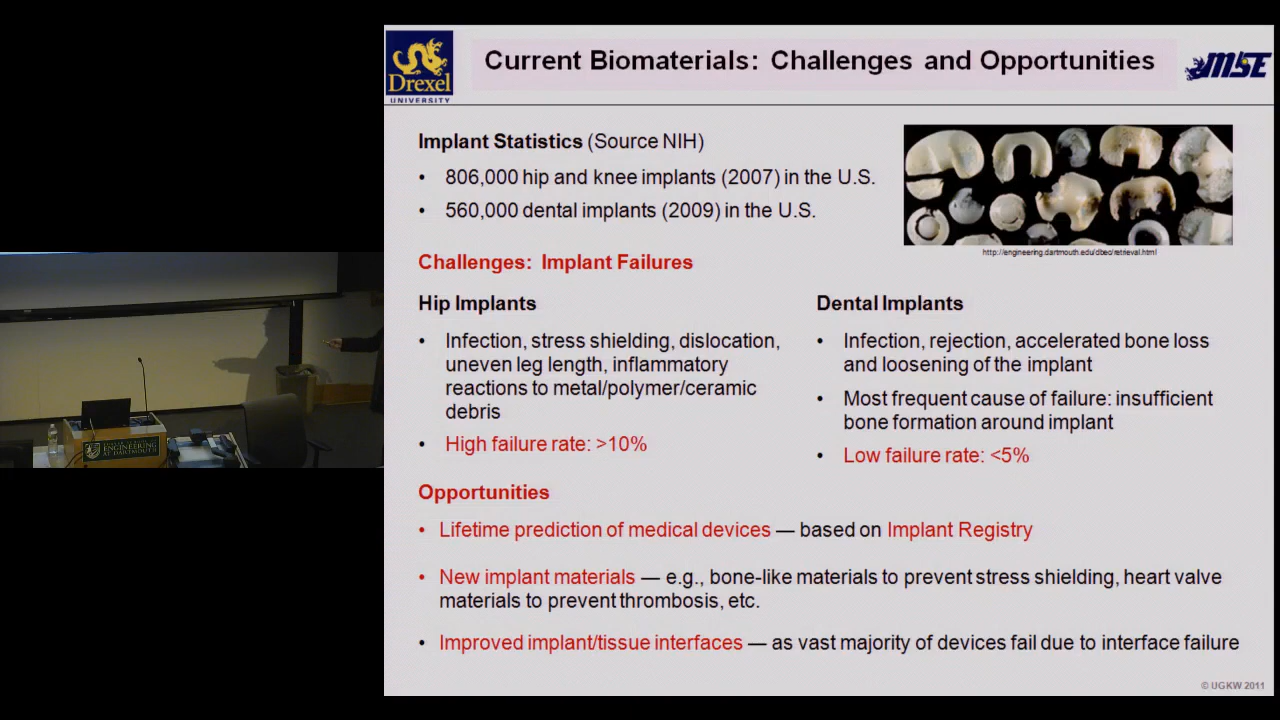 Drexel
UNIVERSITY
Current Biomaterials: Challenges and Opportunities
MSE
Implant Statistics (Source NIH)
• 806,000 hip and knee implants (2007) in the U.S.
• 560,000 dental implants (2009) in the U.S.
http://engineering.dartmouth.edu/dbec/retrieval.html
Challenges: Implant Failures
Hip Implants
• Infection, stress shielding, dislocation,
uneven leg length, inflammatory
reactions to metal/polymer/ceramic
debris
• High failure rate: >10%
Dental Implants
• Infection, rejection, accelerated bone loss
and loosening of the implant
• Most frequent cause of failure: insufficient
bone formation around implant
• Low failure rate: <5%
Opportunities
• Lifetime prediction of medical devices — based on Implant Registry
• New implant materials — e.g., bone-like materials to prevent stress shielding, heart valve
materials to prevent thrombosis, etc.
• Improved implant/tissue interfaces — as vast majority of devices fail due to interface failure
© UGKW 2011
ENGINEERING
AT DARTMOUTH